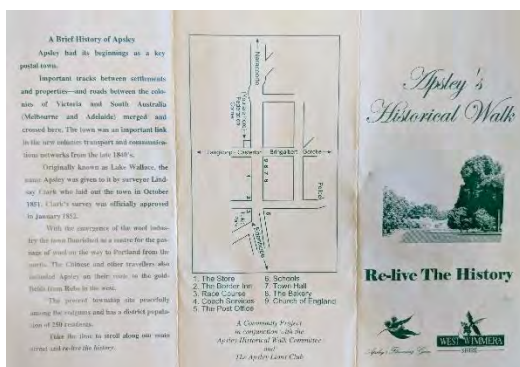 A Brief History of Apsley
Apsley had its beginnings as a key
postal town.
Important tracks between settlements
and properties—and roads between the colo-
nies of Victoria and South Australia
(Melbourne and Adelaide) merged and
crossed here. The town was an important link
in the new colonies transport and communica-
tions networks from the late 1840's.
Originally known as Lake Wallace, the
name Apsley was given to it by surveyor Lind-
say Clark who laid out the town in October
1851. Clark's survey was officially approved
in January 1852.
With the emergence of the wool indus-
try the town flourished as a centre for the pas-
sage of wool on the way to Portland from the
north. The Chinese and other travellers who
included Apsley on their route to the gold-
fields from Robe in the west.
The present township sits peacefully
among the redgums and has a district popula-
tion of 250 residents.
Take the time to stroll along our main
street and re-live the history.
Naracoorte
Edenhope
Langkoop - Casterton
Bringalbert
Goroke
1. The Store
2. The Border Inn
3. Race Course
4. Coach Services
5. The Post Office
6. Schools
7. Town Hall
8. The Bakery
9. Church of England
A Community Project
in conjunction with the
Apsley Historical Walk Committee
and
The Apsley Lions Club
Apsley's
Historical Walk
Re-live The History
WEST WIMMERA
SHIRE